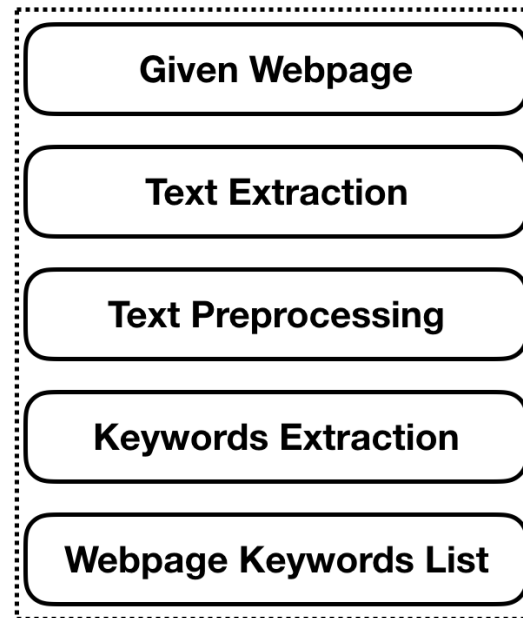 Given Webpage
Text Extraction
Text Preprocessing
Keywords Extraction
Webpage Keywords List